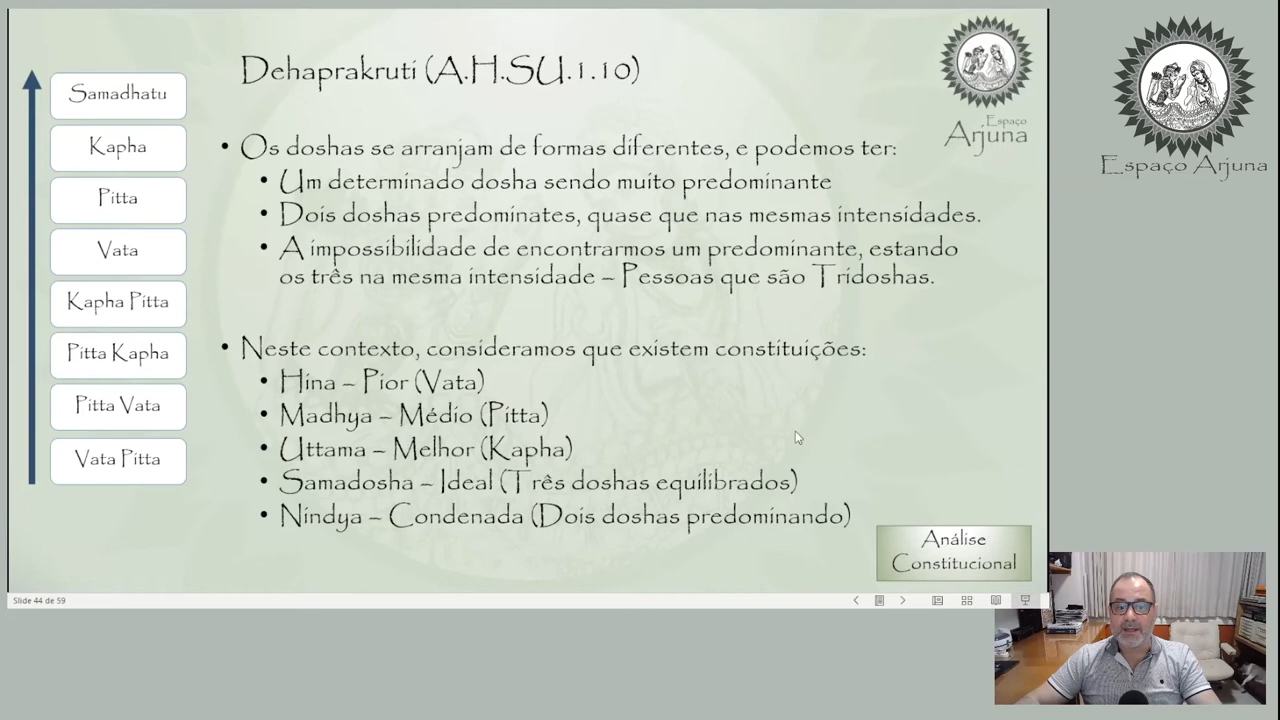 Dehaprakruti (A.H.SU.1.10)
Espaço
Arjuna
Espaço Arjuna
Samadhatu
Kapha
Pitta
Vata
Kapha Pitta
Pitta Kapha
Pitta Vata
Vata Pitta
• Os doshas se arranjam de formas diferentes, e podemos ter:
• Um determinado dosha sendo muito predominante
• Dois doshas predominates, quase que nas mesmas intensidades.
• A impossibilidade de encontrarmos um predominante, estando
os três na mesma intensidade – Pessoas que são Tridoshas.
• Neste contexto, consideramos que existem constituições:
• Hina – Pior (Vata)
• Madhya – Médio (Pitta)
• Uttama – Melhor (Kapha)
• Samadosha – Ideal (Três doshas equilibrados)
• Nindya – Condenada (Dois doshas predominando)
Análise
Constitucional
Slide 44 de 59